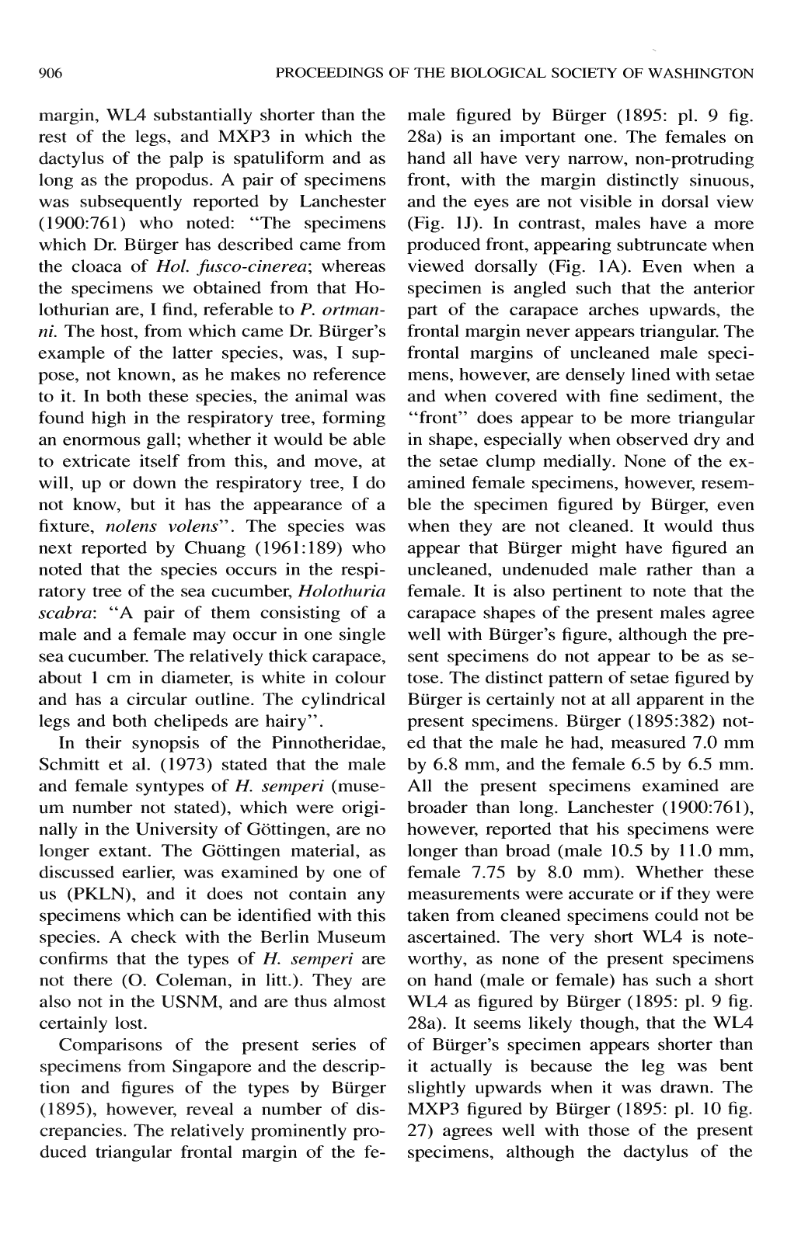 906
PROCEEDINGS OF THE BIOLOGICAL SOCIETY OF WASHINGTON
margin, WL4 substantially shorter than the
rest of the legs, and MXP3 in which the
dactylus of the palp is spatuliform and as
long as the propodus. A pair of specimens
was subsequently reported by Lanchester
(1900:761) who noted: “The specimens
which Dr. Bürger has described came from
the cloaca of Hol. fusco-cinerea; whereas
the specimens we obtained from that Ho-
lothurian are, I find, referable to P. ortman-
ni. The host, from which came Dr. Bürger’s
example of the latter species, was, I sup-
pose, not known, as he makes no reference
to it. In both these species, the animal was
found high in the respiratory tree, forming
an enormous gall; whether it would be able
to extricate itself from this, and move, at
will, up or down the respiratory tree, I do
not know, but it has the appearance of a
fixture, nolens volens”. The species was
next reported by Chuang (1961:189) who
noted that the species occurs in the respi-
ratory tree of the sea cucumber, Holothuria
scabra: “A pair of them consisting of a
male and a female may occur in one single
sea cucumber. The relatively thick carapace,
about 1 cm in diameter, is white in colour
and has a circular outline. The cylindrical
legs and both chelipeds are hairy”.
In their synopsis of the Pinnotheridae,
Schmitt et al. (1973) stated that the male
and female syntypes of H. semperi (muse-
um number not stated), which were origi-
nally in the University of Göttingen, are no
longer extant. The Göttingen material, as
discussed earlier, was examined by one of
us (PKLN), and it does not contain any
specimens which can be identified with this
species. A check with the Berlin Museum
confirms that the types of H. semperi are
not there (O. Coleman, in litt.). They are
also not in the USNM, and are thus almost
certainly lost.
Comparisons of the present series of
specimens from Singapore and the descrip-
tion and figures of the types by Bürger
(1895), however, reveal a number of dis-
crepancies. The relatively prominently pro-
duced triangular frontal margin of the fe-
male figured by Bürger (1895: pl. 9 fig.
28a) is an important one. The females on
hand all have very narrow, non-protruding
front, with the margin distinctly sinuous,
and the eyes are not visible in dorsal view
(Fig. 1J). In contrast, males have a more
produced front, appearing subtruncate when
viewed dorsally (Fig. 1A). Even when a
specimen is angled such that the anterior
part of the carapace arches upwards, the
frontal margin never appears triangular. The
frontal margins of uncleaned male speci-
mens, however, are densely lined with setae
and when covered with fine sediment, the
“front” does appear to be more triangular
in shape, especially when observed dry and
the setae clump medially. None of the ex-
amined female specimens, however, resem-
ble the specimen figured by Bürger, even
when they are not cleaned. It would thus
appear that Bürger might have figured an
uncleaned, undenuded male rather than a
female. It is also pertinent to note that the
carapace shapes of the present males agree
well with Bürger’s figure, although the pre-
sent specimens do not appear to be as se-
tose. The distinct pattern of setae figured by
Bürger is certainly not at all apparent in the
present specimens. Bürger (1895:382) not-
ed that the male he had, measured 7.0 mm
by 6.8 mm, and the female 6.5 by 6.5 mm.
All the present specimens examined are
broader than long. Lanchester (1900:761),
however, reported that his specimens were
longer than broad (male 10.5 by 11.0 mm,
female 7.75 by 8.0 mm). Whether these
measurements were accurate or if they were
taken from cleaned specimens could not be
ascertained. The very short WL4 is note-
worthy, as none of the present specimens
on hand (male or female) has such a short
WL4 as figured by Bürger (1895: pl. 9 fig.
28a). It seems likely though, that the WL4
of Bürger’s specimen appears shorter than
it actually is because the leg was bent
slightly upwards when it was drawn. The
MXP3 figured by Bürger (1895: pl. 10 fig.
27) agrees well with those of the present
specimens, although the dactylus of the